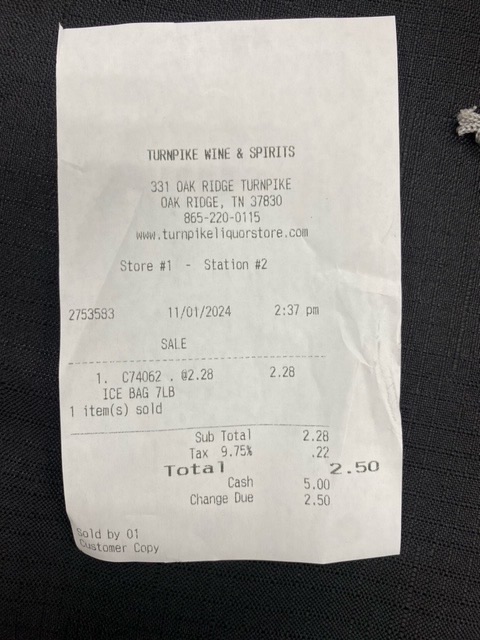 TURNPIKE WINE & SPIRITS
331 OAK RIDGE TURNPIKE
OAK RIDGE, TN 37830
865-220-0115
www.turnpikeliquorstore.com
Store #1 - Station #2
2753593 11/01/2024 2:37 pm
SALE
1. C74062 . @2.28 2.28
ICE BAG 7LB
1 item(s) sold
Sub Total 2.28
Tax 9.75% .22
Total 2.50
Cash 5.00
Change Due 2.50
Sold by 01
Customer Copy